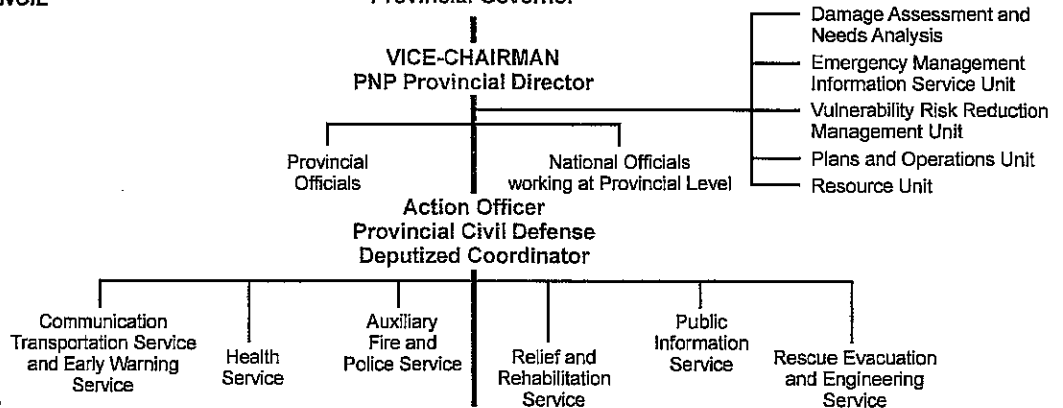 Provincial Governor
VICE-CHAIRMAN
PNP Provincial Director
Damage Assessment and
Needs Analysis
Emergency Management
Information Service Unit
Vulnerability Risk Reduction
Management Unit
Plans and Operations Unit
Resource Unit
Provincial
Officials
National Officials
working at Provincial Level
Action Officer
Provincial Civil Defense
Deputized Coordinator
Communication
Transportation Service
and Early Warning
Service
Health
Service
Auxiliary
Fire and
Police Service
Relief and
Rehabilitation
Service
Public
Information
Service
Rescue Evacuation
and Engineering
Service